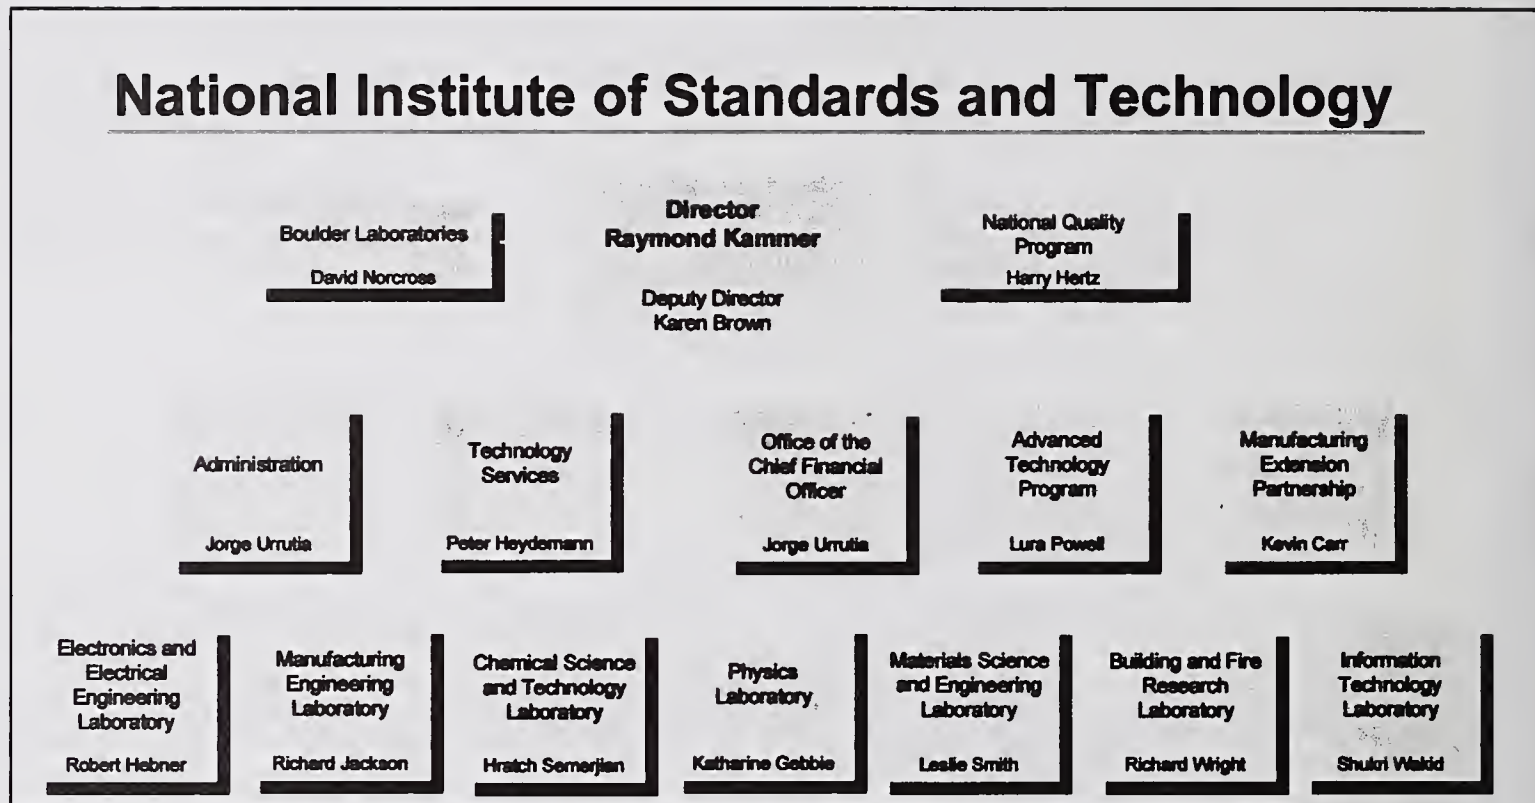 National Institute of Standards and Technology
Boulder Laboratories
David Norcross
Director
Raymond Kammer
Deputy Director
Karen Brown
National Quality
Program
Harry Hertz
Administration
Jorge Urrutia
Technology
Services
Peter Heydemann
Office of the
Chief Financial
Officer
Jorge Urrutia
Advanced
Technology
Program
Lura Powell
Manufacturing
Extension
Partnership
Kevin Carr
Electronics and
Electrical
Engineering
Laboratory
Robert Hebner
Manufacturing
Engineering
Laboratory
Richard Jackson
Chemical Science
and Technology
Laboratory
Hratch Semerjian
Physics
Laboratory
Katharine Gebbie
Materials Science
and Engineering
Laboratory
Leslie Smith
Building and Fire
Research
Laboratory
Richard Wright
Information
Technology
Laboratory
Shukri Wakid